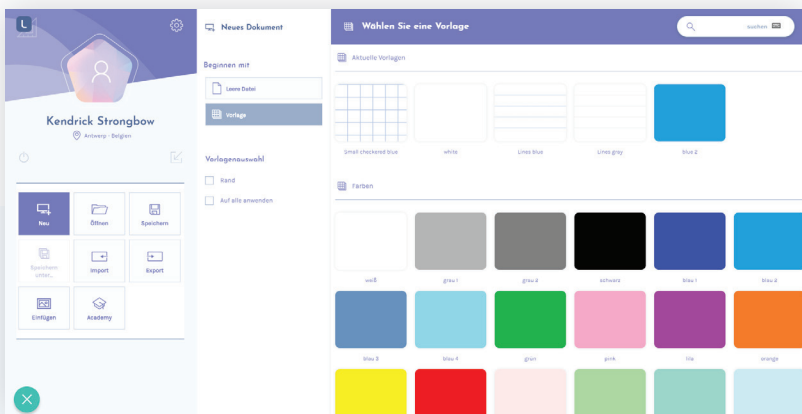 L
Kendrick Strongbow
Antwerp - Belgien
Neu
Öffnen
Speichern
Speichern unter...
Import
Export
Einfügen
Academy
Neues Dokument
Beginnen mit
Leere Datei
Vorlage
Vorlagenauswahl
Rand
Auf alle anwenden
Wählen Sie eine Vorlage
suchen
Aktuelle Vorlagen
Small checkered blue
white
Lines blue
Lines grey
blue 2
Farben
weiß
grau 1
grau 2
schwarz
blau 1
blau 2
blau 3
blau 4
grün
pink
lila
orange